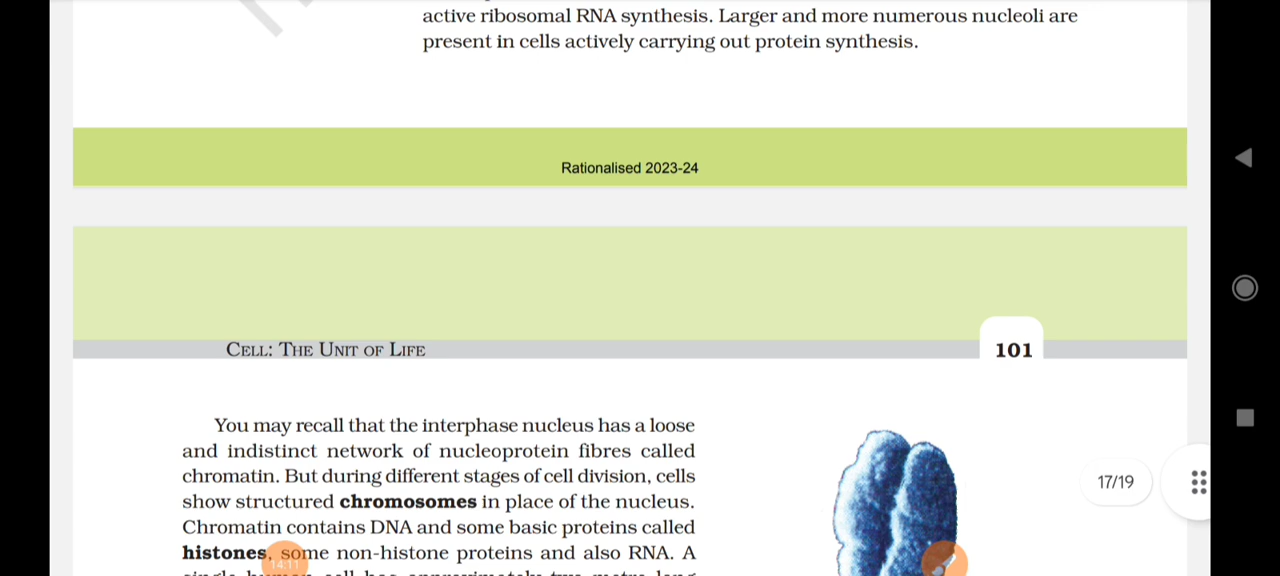 active ribosomal RNA synthesis. Larger and more numerous nucleoli are
present in cells actively carrying out protein synthesis.
Rationalised 2023-24
CELL: THE UNIT OF LIFE
101
You may recall that the interphase nucleus has a loose
and indistinct network of nucleoprotein fibres called
chromatin. But during different stages of cell division, cells
show structured chromosomes in place of the nucleus.
Chromatin contains DNA and some basic proteins called
histones, some non-histone proteins and also RNA. A
17/19
14:11